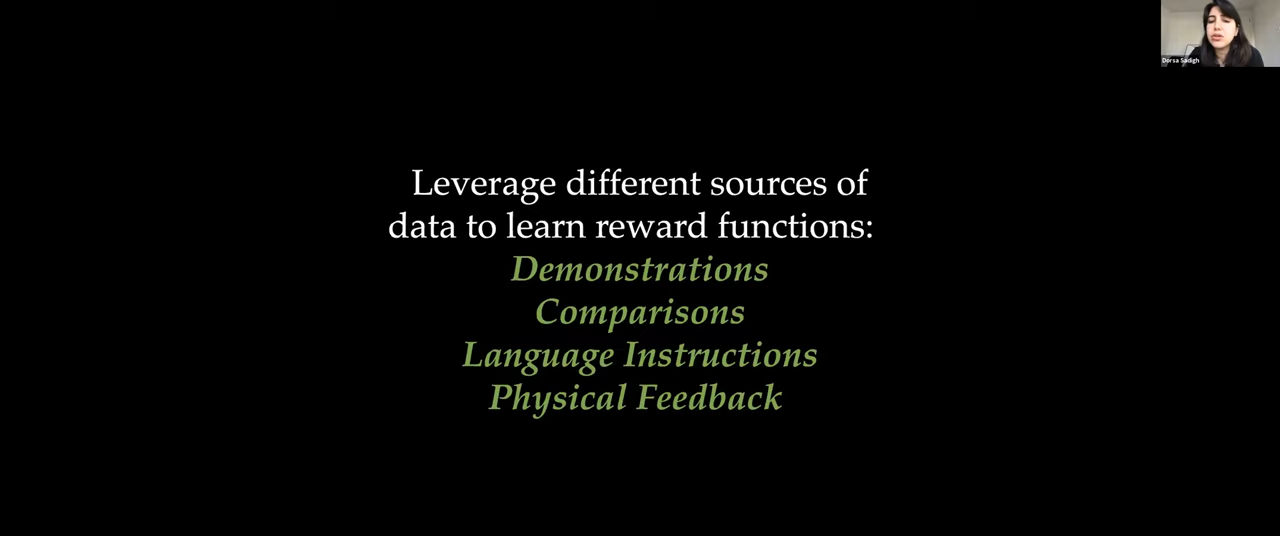 Dorsa Sadigh
Leverage different sources of
data to learn reward functions:
Demonstrations
Comparisons
Language Instructions
Physical Feedback